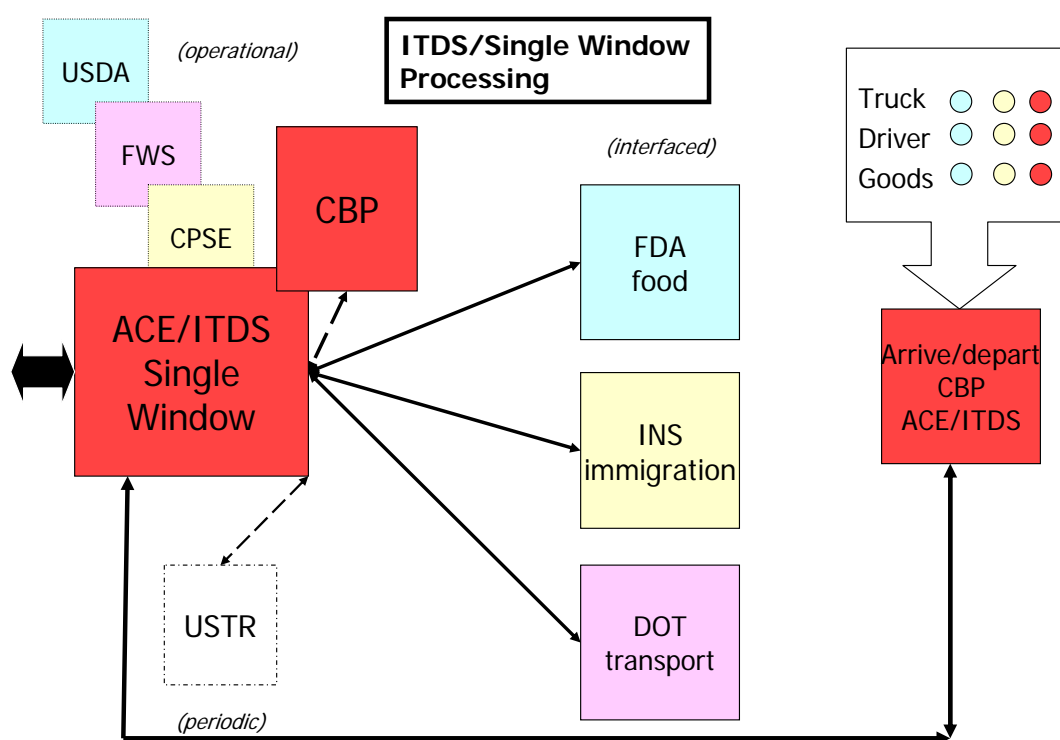 ITDS/Single Window
Processing
USDA
(operational)
FWS
CPSE
CBP
ACE/ITDS
Single
Window
USTR
(periodic)
(interfaced)
FDA
food
INS
immigration
DOT
transport
Truck
Driver
Goods
Arrive/depart
CBP
ACE/ITDS